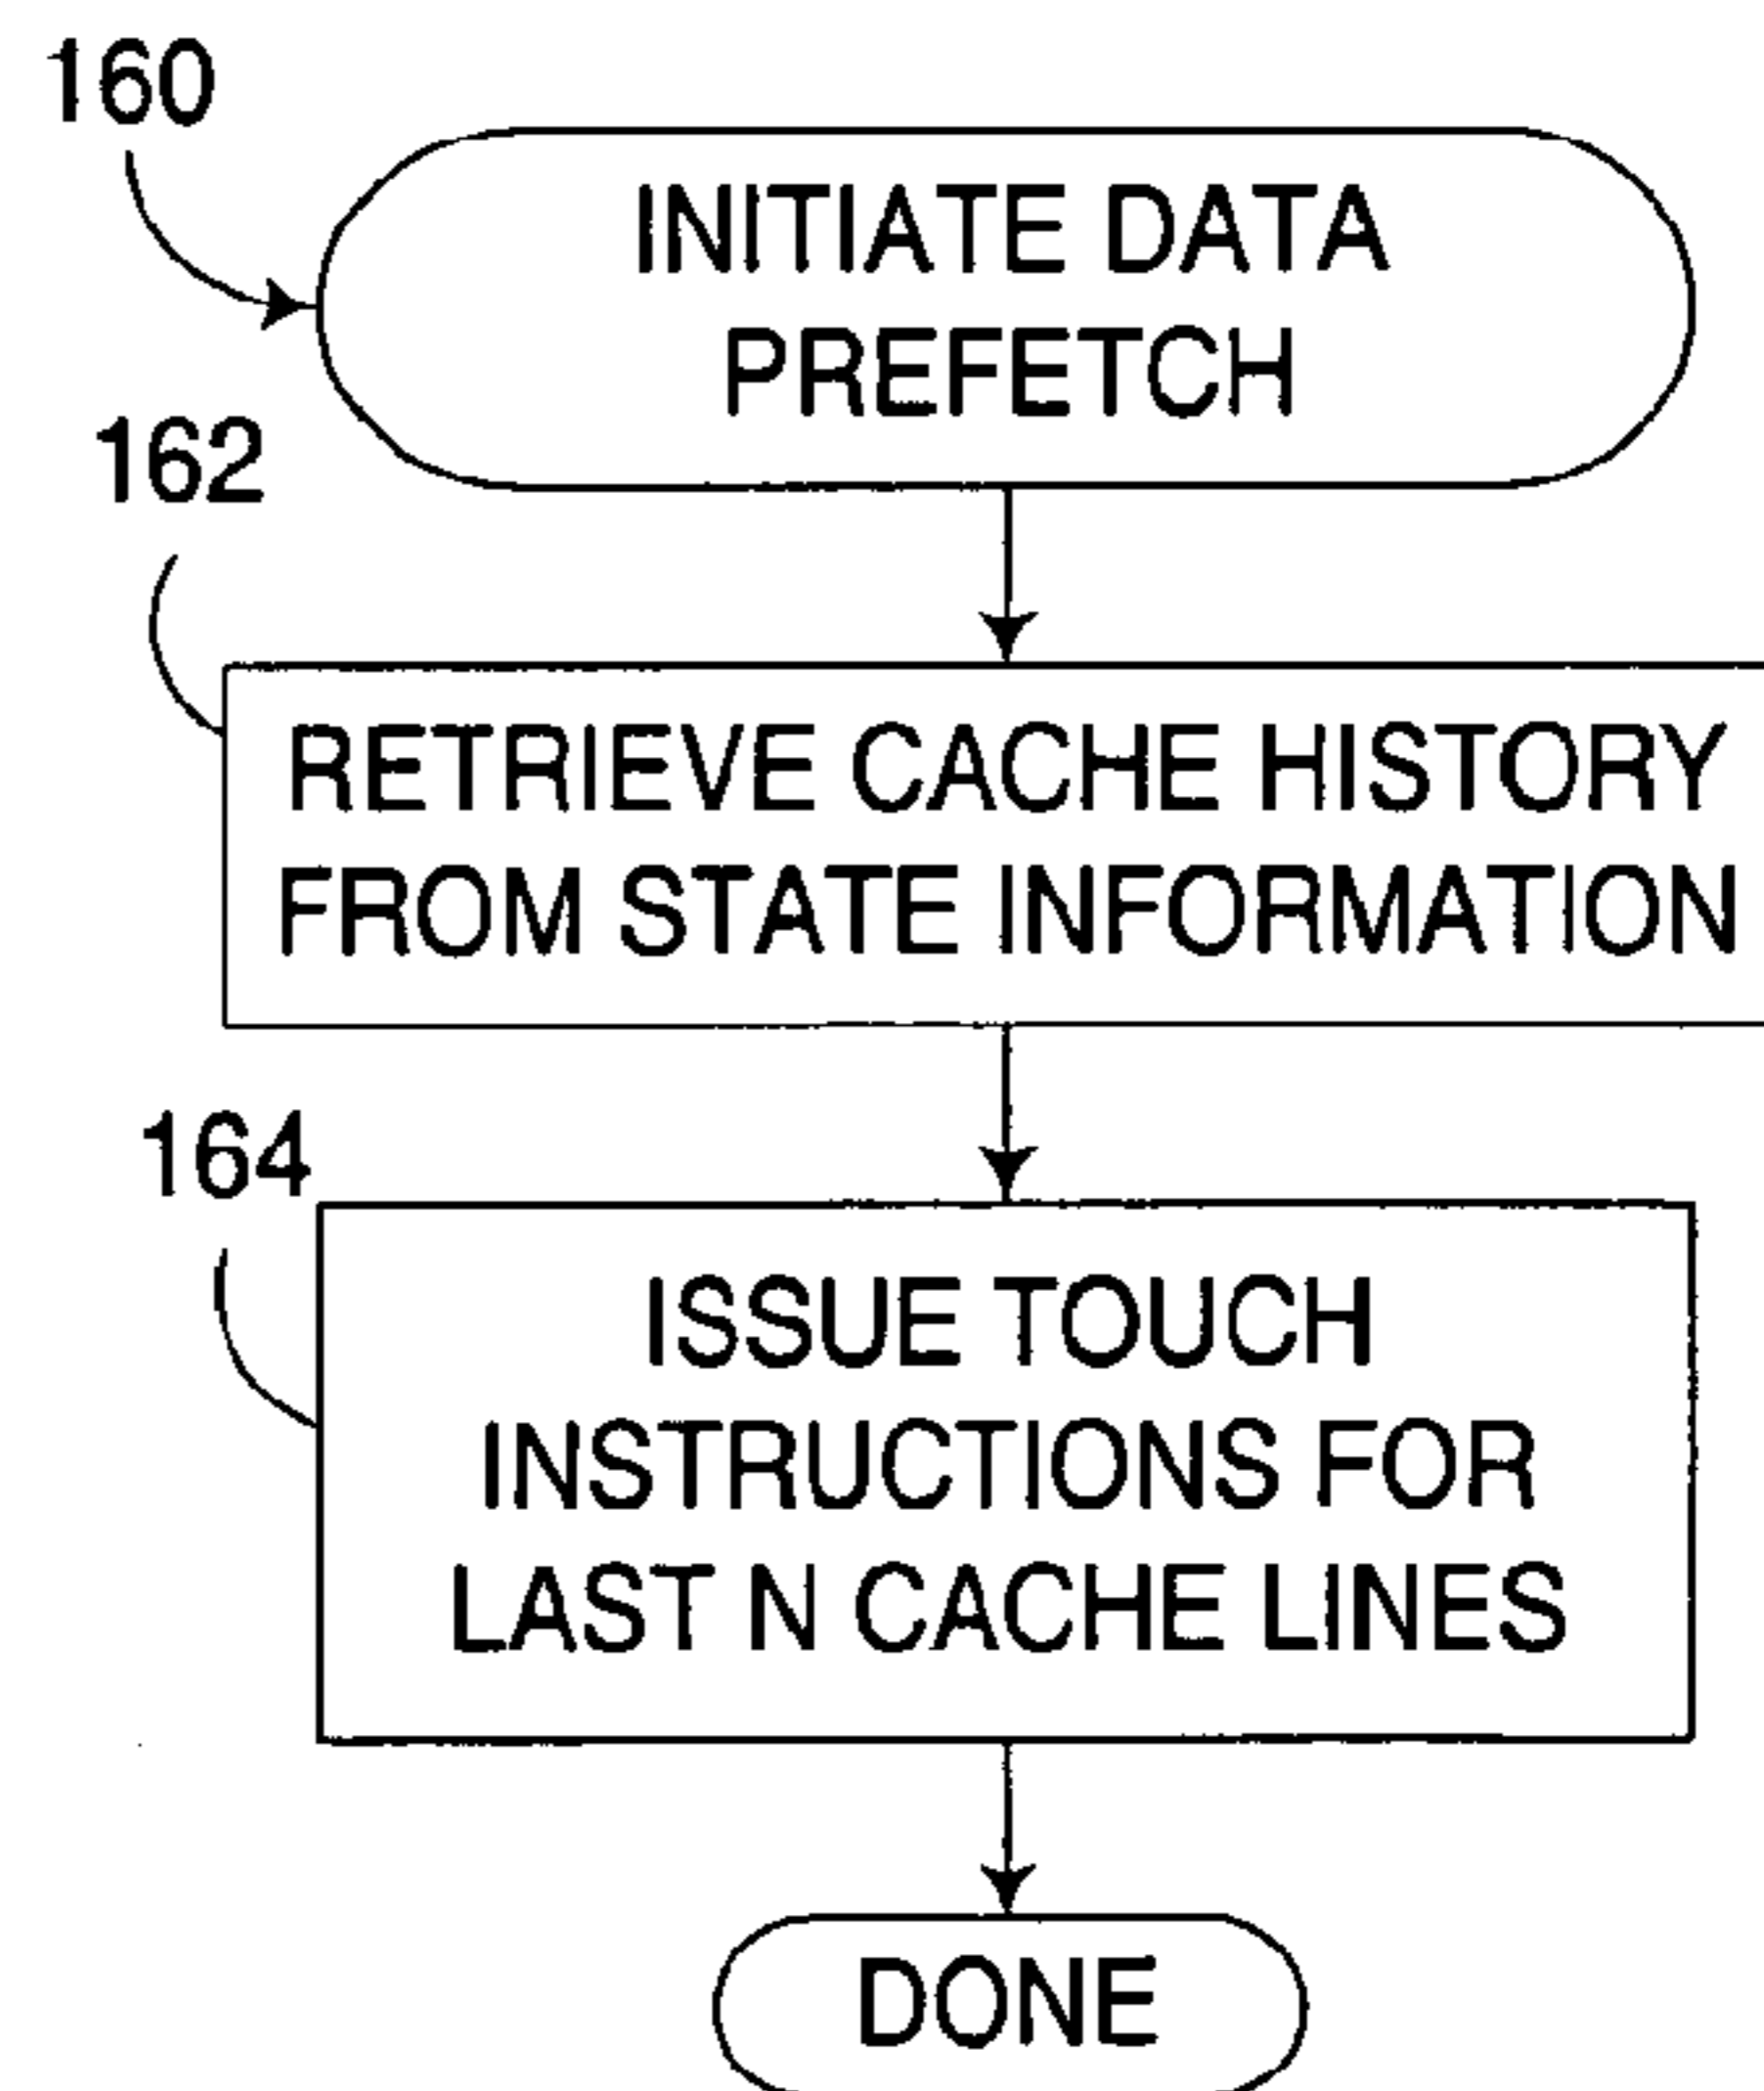 160
INITIATE DATA
PREFETCH
162
RETRIEVE CACHE HISTORY
FROM STATE INFORMATION
164
ISSUE TOUCH
INSTRUCTIONS FOR
LAST N CACHE LINES
DONE